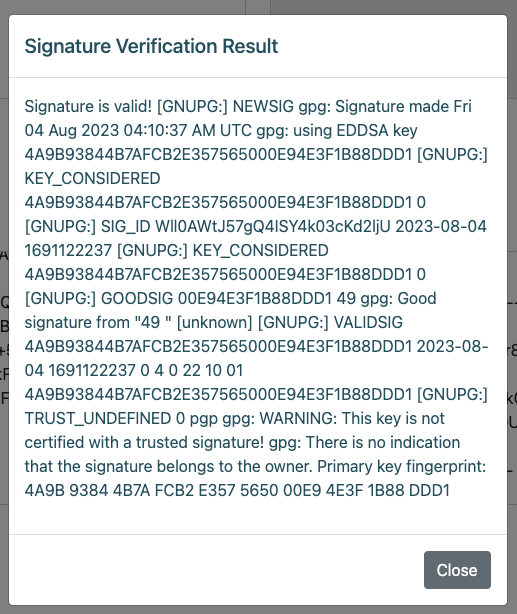 Signature Verification Result
Signature is valid! [GNUPG:] NEWSIG gpg: Signature made Fri
04 Aug 2023 04:10:37 AM UTC gpg: using EDDSA key
4A9B93844B7AFCB2E357565000E94E3F1B88DDD1 [GNUPG:]
KEY_CONSIDERED
4A9B93844B7AFCB2E357565000E94E3F1B88DDD1 0
[GNUPG:] SIG_ID WlI0AWtJ57gQ4lSY4k03cKd2ljU 2023-08-04
1691122237 [GNUPG:] KEY_CONSIDERED
4A9B93844B7AFCB2E357565000E94E3F1B88DDD1 0
[GNUPG:] GOODSIG 00E94E3F1B88DDD1 49 gpg: Good
signature from "49 " [unknown] [GNUPG:] VALIDSIG
4A9B93844B7AFCB2E357565000E94E3F1B88DDD1 2023-08-
04 1691122237 0 4 0 22 10 01
4A9B93844B7AFCB2E357565000E94E3F1B88DDD1 [GNUPG:]
TRUST_UNDEFINED 0 pgp gpg: WARNING: This key is not
certified with a trusted signature! gpg: There is no indication
that the signature belongs to the owner. Primary key fingerprint:
4A9B 9384 4B7A FCB2 E357 5650 00E9 4E3F 1B88 DDD1
Close